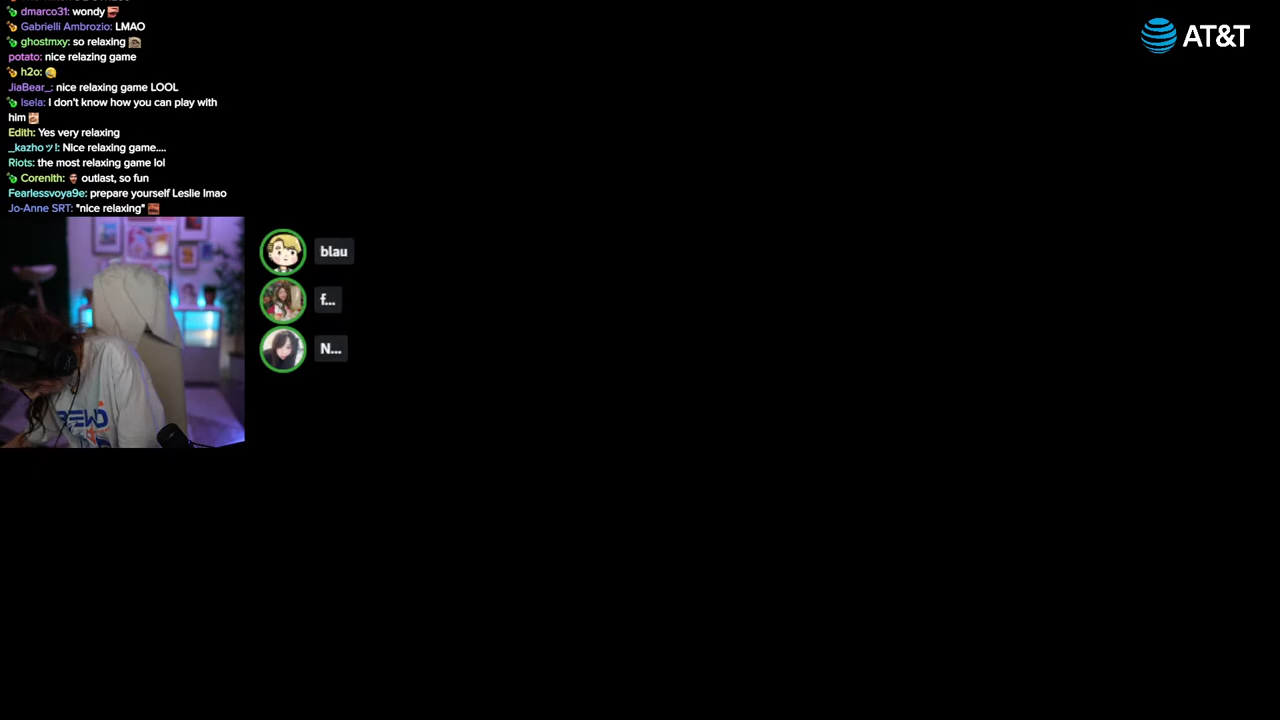 dmarco31: wondy
Gabrielli Ambrozio: LMAO
ghostmxy: so relaxing
potato: nice relazing game
h2o:
JiaBear_: nice relaxing game LOOL
Isela: I don't know how you can play with
him
Edith: Yes very relaxing
_kazhoッ!: Nice relaxing game....
Riots: the most relaxing game lol
Corenith: outlast, so fun
Fearlessvoya9e: prepare yourself Leslie lmao
Jo-Anne SRT: "nice relaxing"
AT&T
blau
f...
N...